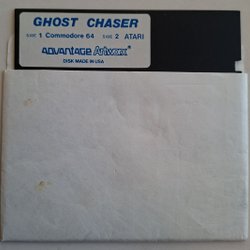 GHOST CHASER
SIDE 1 Commodore 64 SIDE 2 ATARI
ADVANTAGE Artworx
DISK MADE IN USA